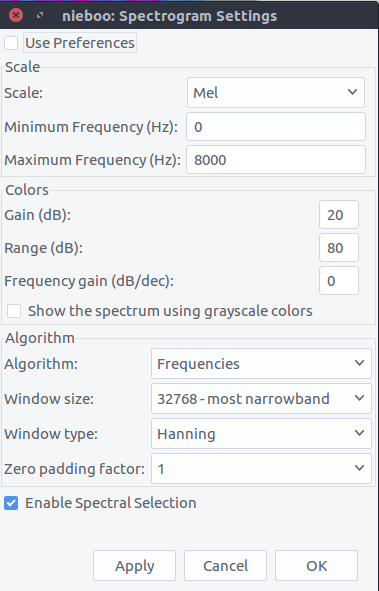 nieboo: Spectrogram Settings
Use Preferences
Scale
Scale: Mel
Minimum Frequency (Hz): 0
Maximum Frequency (Hz): 8000
Colors
Gain (dB): 20
Range (dB): 80
Frequency gain (dB/dec): 0
Show the spectrum using grayscale colors
Algorithm
Algorithm: Frequencies
Window size: 32768 - most narrowband
Window type: Hanning
Zero padding factor: 1
Enable Spectral Selection
Apply Cancel OK